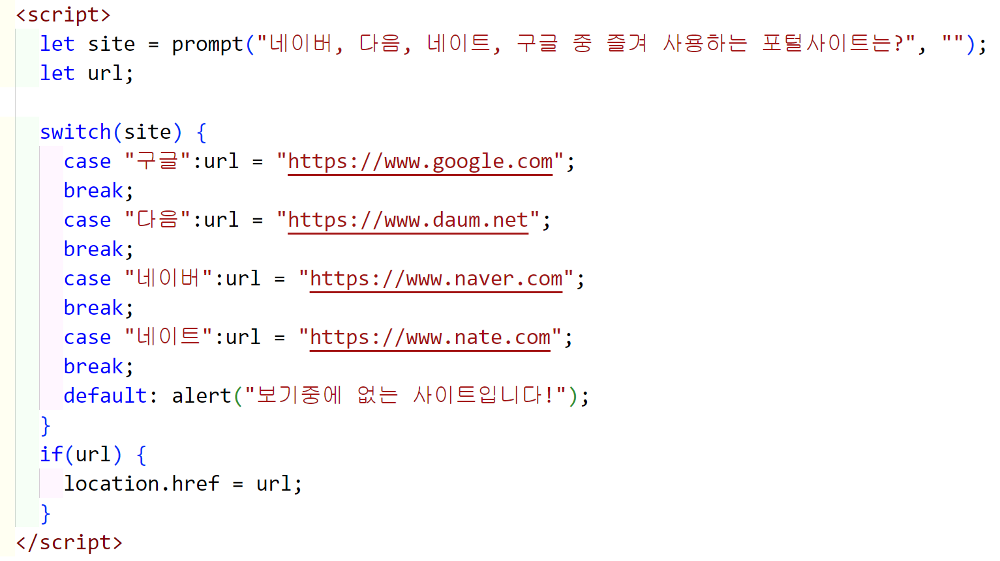 <script>
let site = prompt("네이버, 다음, 네이트, 구글 중 즐겨 사용하는 포털사이트는?", "");
let url;
switch(site) {
case "구글":url = "https://www.google.com";
break;
case "다음":url = "https://www.daum.net";
break;
case "네이버":url = "https://www.naver.com";
break;
case "네이트":url = "https://www.nate.com";
break;
default: alert("보기중에 없는 사이트입니다!");
}
if(url) {
location.href = url;
}
</script>